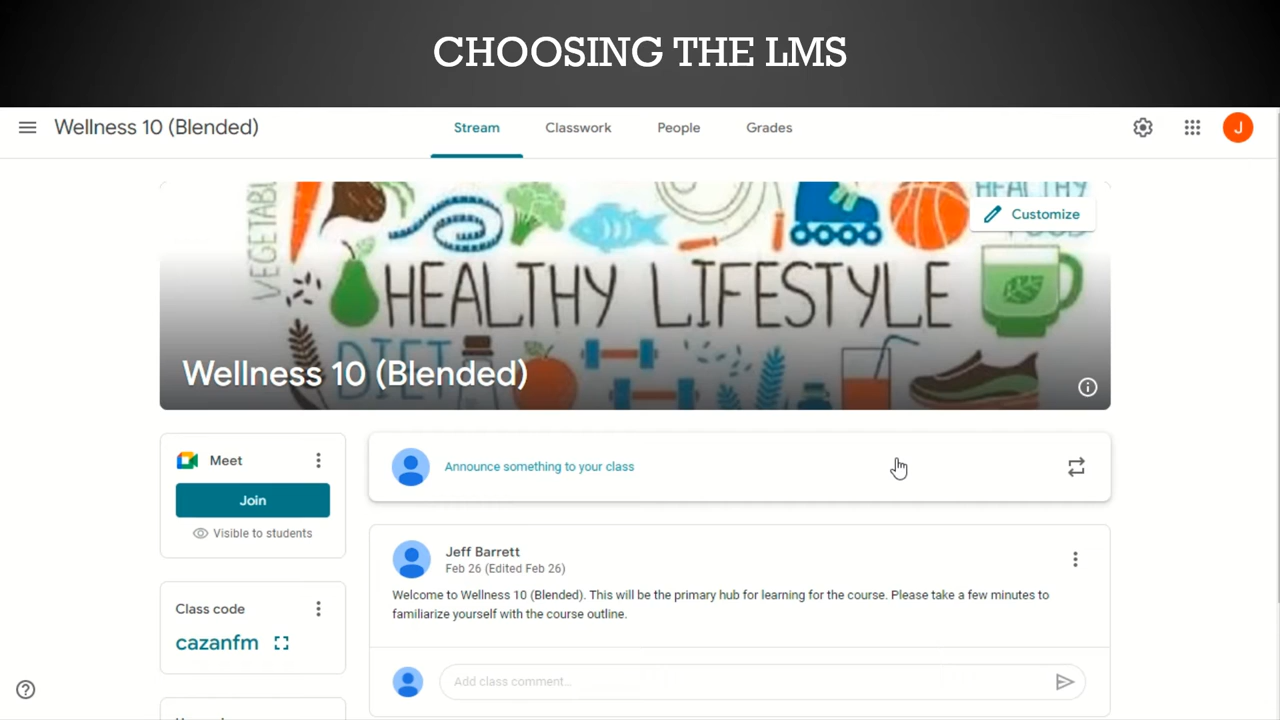 CHOOSING THE LMS
Wellness 10 (Blended)
Stream
Classwork
People
Grades
J
VEGETABL
HEALTHY
Customize
HEALTHY LIFESTYLE
DIET
Wellness 10 (Blended)
Meet
Join
Visible to students
Class code
cazanfm
Announce something to your class
Jeff Barrett
Feb 26 (Edited Feb 26)
Welcome to Wellness 10 (Blended). This will be the primary hub for learning for the course. Please take a few minutes to
familiarize yourself with the course outline.
Add class comment...